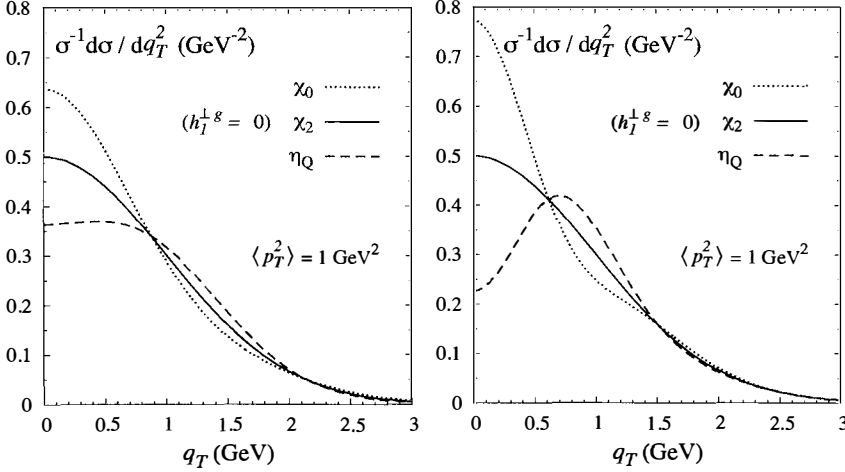 σ⁻¹dσ / dq_T² (GeV⁻²)
χ₀
(h₁^⊥ g = 0) χ₂
η_Q
⟨ p_T² ⟩ = 1 GeV²
0.8
0.7
0.6
0.5
0.4
0.3
0.2
0.1
0
0 0.5 1 1.5 2 2.5 3
q_T (GeV)
σ⁻¹dσ / dq_T² (GeV⁻²)
χ₀
(h₁^⊥ g = 0) χ₂
η_Q
⟨ p_T² ⟩ = 1 GeV²
0.8
0.7
0.6
0.5
0.4
0.3
0.2
0.1
0
0 0.5 1 1.5 2 2.5 3
q_T (GeV)